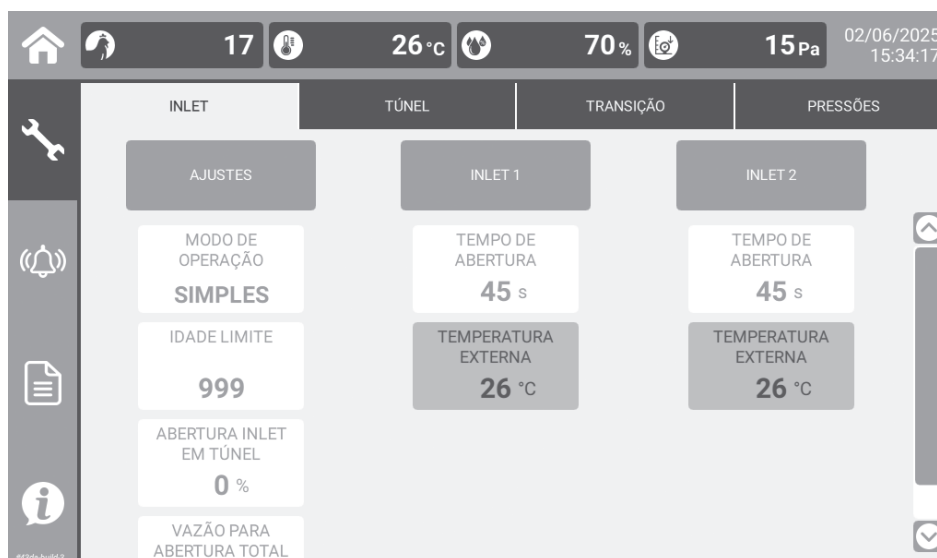 17
26 °C
70 %
15 Pa
02/06/2025
15:34:17
INLET
TÚNEL
TRANSIÇÃO
PRESSÕES
AJUSTES
INLET 1
INLET 2
MODO DE
OPERAÇÃO
SIMPLES
TEMPO DE
ABERTURA
45 s
TEMPO DE
ABERTURA
45 s
IDADE LIMITE
999
TEMPERATURA
EXTERNA
26 °C
TEMPERATURA
EXTERNA
26 °C
ABERTURA INLET
EM TÚNEL
0 %
VAZÃO PARA
ABERTURA TOTAL